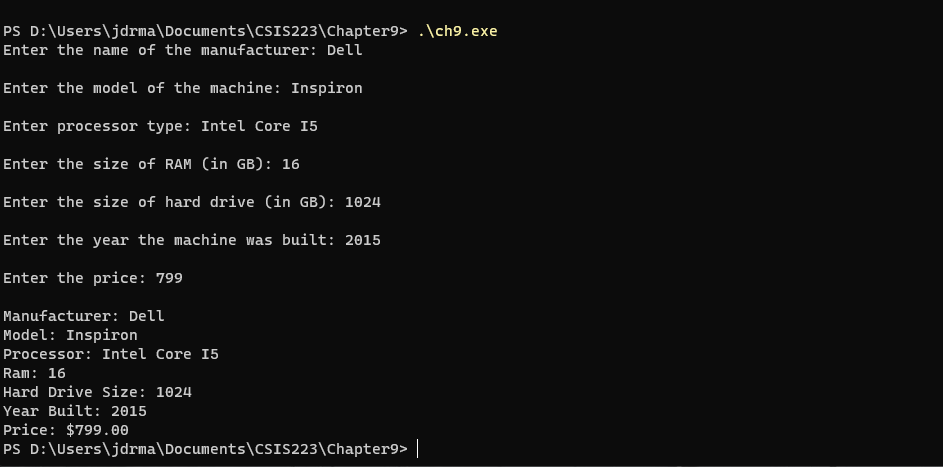 PS D:\Users\jdrma\Documents\CSIS223\Chapter9> .\ch9.exe
Enter the name of the manufacturer: Dell
Enter the model of the machine: Inspiron
Enter processor type: Intel Core I5
Enter the size of RAM (in GB): 16
Enter the size of hard drive (in GB): 1024
Enter the year the machine was built: 2015
Enter the price: 799
Manufacturer: Dell
Model: Inspiron
Processor: Intel Core I5
Ram: 16
Hard Drive Size: 1024
Year Built: 2015
Price: $799.00
PS D:\Users\jdrma\Documents\CSIS223\Chapter9>